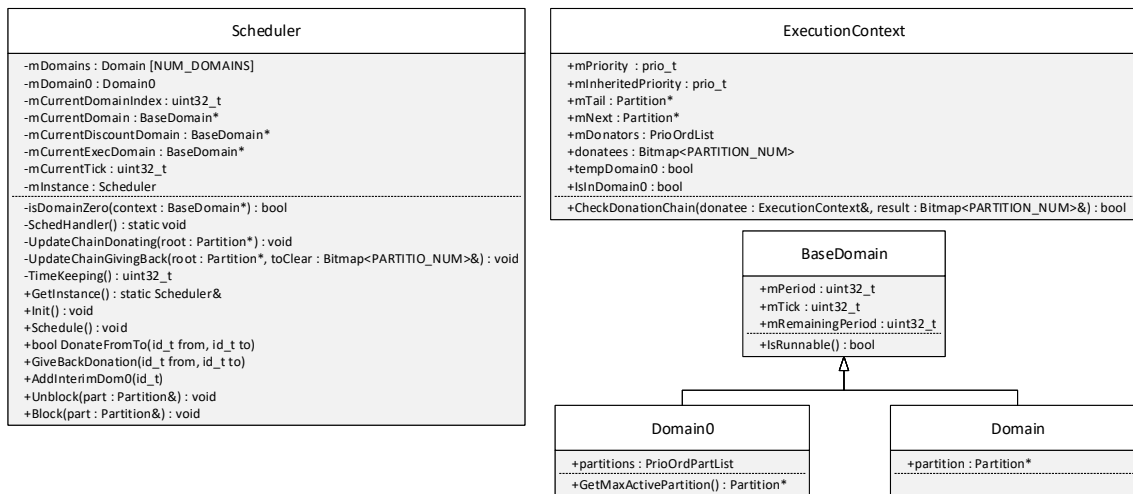 Scheduler
-mDomains : Domain [NUM_DOMAINS]
-mDomain0 : Domain0
-mCurrentDomainIndex : uint32_t
-mCurrentDomain : BaseDomain*
-mCurrentDiscountDomain : BaseDomain*
-mCurrentExecDomain : BaseDomain*
-mCurrentTick : uint32_t
-mInstance : Scheduler
-isDomainZero(context : BaseDomain*) : bool
-SchedHandler() : static void
-UpdateChainDonating(root : Partition*) : void
-UpdateChainGivingBack(root : Partition*, toClear : Bitmap<PARTITIO_NUM>&) : void
-TimeKeeping() : uint32_t
+GetInstance() : static Scheduler&
+Init() : void
+Schedule() : void
+bool DonateFromTo(id_t from, id_t to)
+GiveBackDonation(id_t from, id_t to)
+AddInterimDom0(id_t)
+Unblock(part : Partition&) : void
+Block(part : Partition&) : void
ExecutionContext
+mPriority : prio_t
+mInheritedPriority : prio_t
+mTail : Partition*
+mNext : Partition*
+mDonators : PrioOrdList
+donatees : Bitmap<PARTITION_NUM>
+tempDomain0 : bool
+IsInDomain0 : bool
+CheckDonationChain(donatee : ExecutionContext&, result : Bitmap<PARTITION_NUM>&) : bool
BaseDomain
+mPeriod : uint32_t
+mTick : uint32_t
+mRemainingPeriod : uint32_t
+IsRunnable() : bool
Domain0
+partitions : PrioOrdPartList
+GetMaxActivePartition() : Partition*
Domain
+partition : Partition*